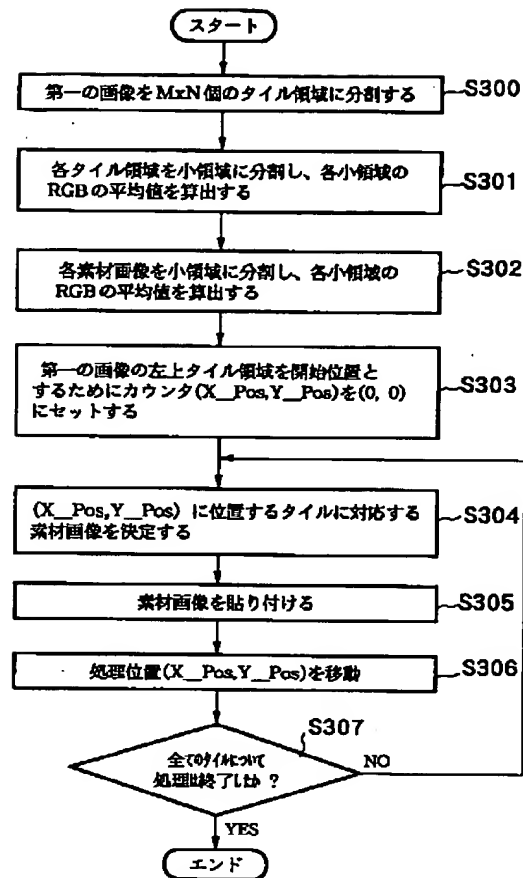 スタート
第一の画像をMxN個のタイル領域に分割する
S300
各タイル領域を小領域に分割し、各小領域の
RGBの平均値を算出する
S301
各素材画像を小領域に分割し、各小領域の
RGBの平均値を算出する
S302
第一の画像の左上タイル領域を開始位置と
するためにカウンタ(X__Pos,Y__Pos)を(0, 0)
にセットする
S303
(X__Pos,Y__Pos) に位置するタイルに対応する
素材画像を決定する
S304
素材画像を貼り付ける
S305
処理位置(X__Pos,Y__Pos)を移動
S306
S307
全てのタイルについて
処理は終了したか ?
NO
YES
エンド